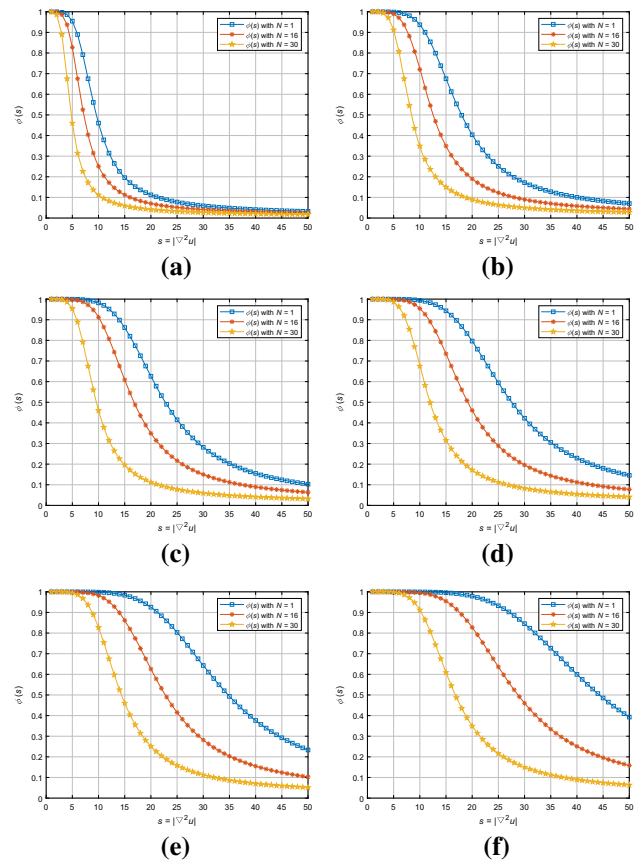 φ(s) with N = 1
φ(s) with N = 16
φ(s) with N = 30
1
0.9
0.8
0.7
0.6
0.5
0.4
0.3
0.2
0.1
0
φ (s)
0 5 10 15 20 25 30 35 40 45 50
s = |▽²u|
(a)
φ(s) with N = 1
φ(s) with N = 16
φ(s) with N = 30
1
0.9
0.8
0.7
0.6
0.5
0.4
0.3
0.2
0.1
0
φ (s)
0 5 10 15 20 25 30 35 40 45 50
s = |▽²u|
(b)
φ(s) with N = 1
φ(s) with N = 16
φ(s) with N = 30
1
0.9
0.8
0.7
0.6
0.5
0.4
0.3
0.2
0.1
0
φ (s)
0 5 10 15 20 25 30 35 40 45 50
s = |▽²u|
(c)
φ(s) with N = 1
φ(s) with N = 16
φ(s) with N = 30
1
0.9
0.8
0.7
0.6
0.5
0.4
0.3
0.2
0.1
0
φ (s)
0 5 10 15 20 25 30 35 40 45 50
s = |▽²u|
(d)
φ(s) with N = 1
φ(s) with N = 16
φ(s) with N = 30
1
0.9
0.8
0.7
0.6
0.5
0.4
0.3
0.2
0.1
0
φ (s)
0 5 10 15 20 25 30 35 40 45 50
s = |▽²u|
(e)
φ(s) with N = 1
φ(s) with N = 16
φ(s) with N = 30
1
0.9
0.8
0.7
0.6
0.5
0.4
0.3
0.2
0.1
0
φ (s)
0 5 10 15 20 25 30 35 40 45 50
s = |▽²u|
(f)